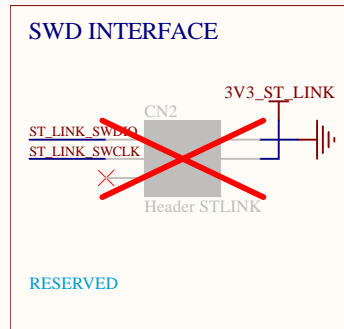 SWD INTERFACE
3V3_ST_LINK
CN2
ST_LINK_SWDIO
ST_LINK_SWCLK
Header STLINK
RESERVED